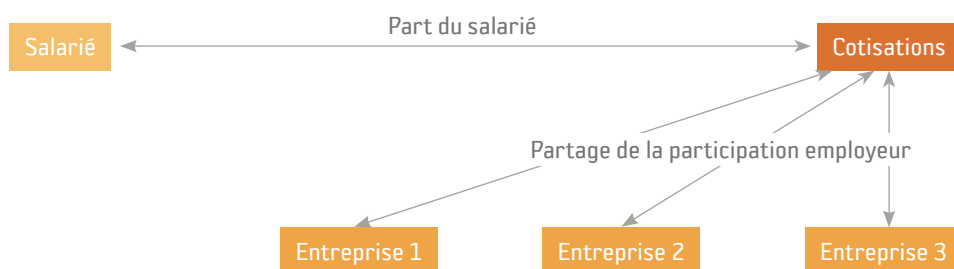 Part du salarié
Salarié
Cotisations
Partage de la participation employeur
Entreprise 1
Entreprise 2
Entreprise 3